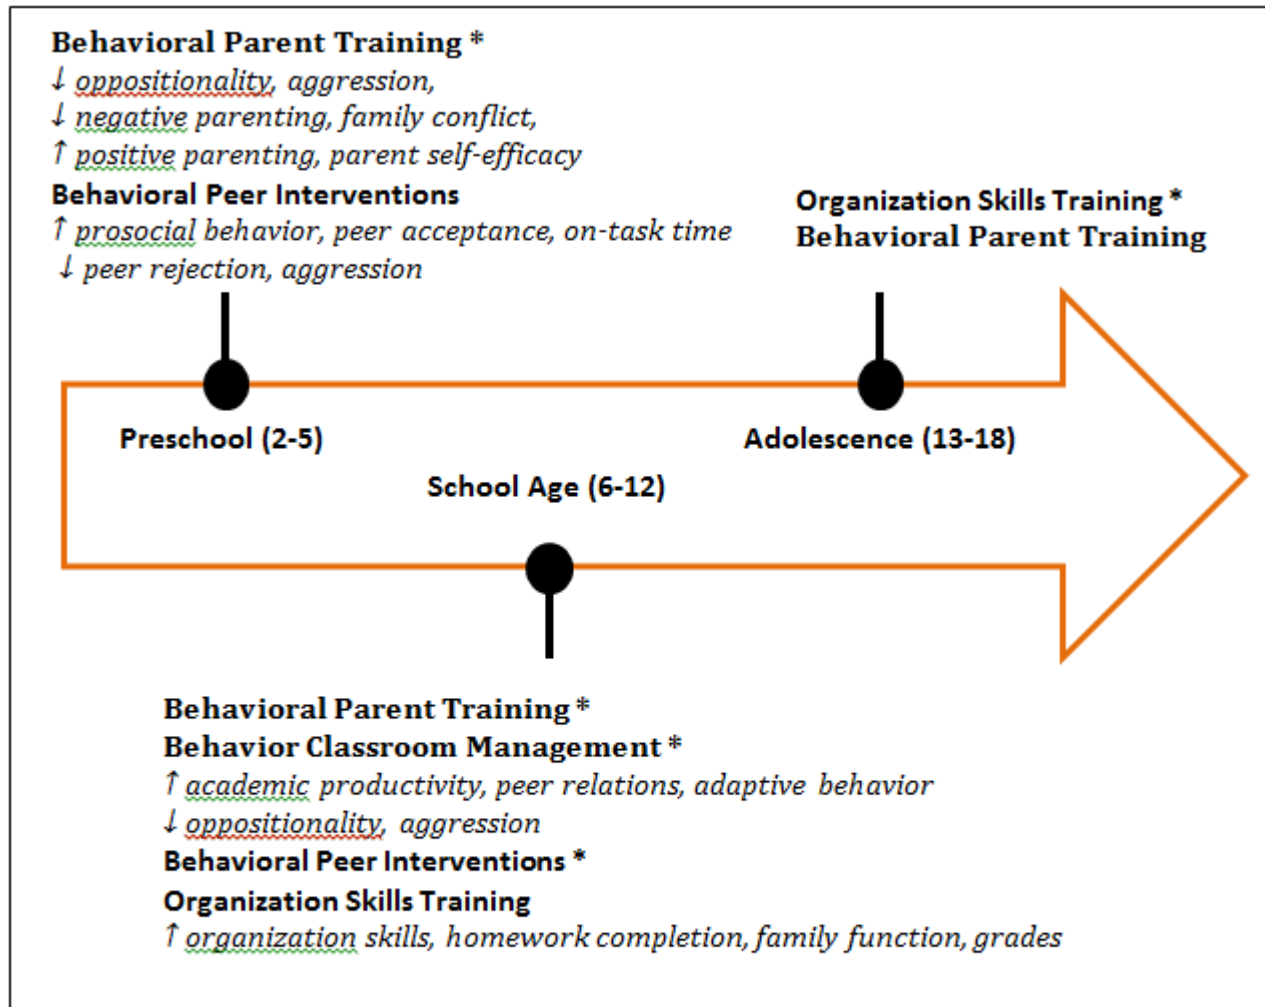 Behavioral Parent Training *
↓ oppositionality, aggression,
↓ negative parenting, family conflict,
↑ positive parenting, parent self-efficacy
Behavioral Peer Interventions
↑ prosocial behavior, peer acceptance, on-task time
↓ peer rejection, aggression
Organization Skills Training *
Behavioral Parent Training
Preschool (2-5)
Adolescence (13-18)
School Age (6-12)
Behavioral Parent Training *
Behavior Classroom Management *
↑ academic productivity, peer relations, adaptive behavior
↓ oppositionality, aggression
Behavioral Peer Interventions *
Organization Skills Training
↑ organization skills, homework completion, family function, grades